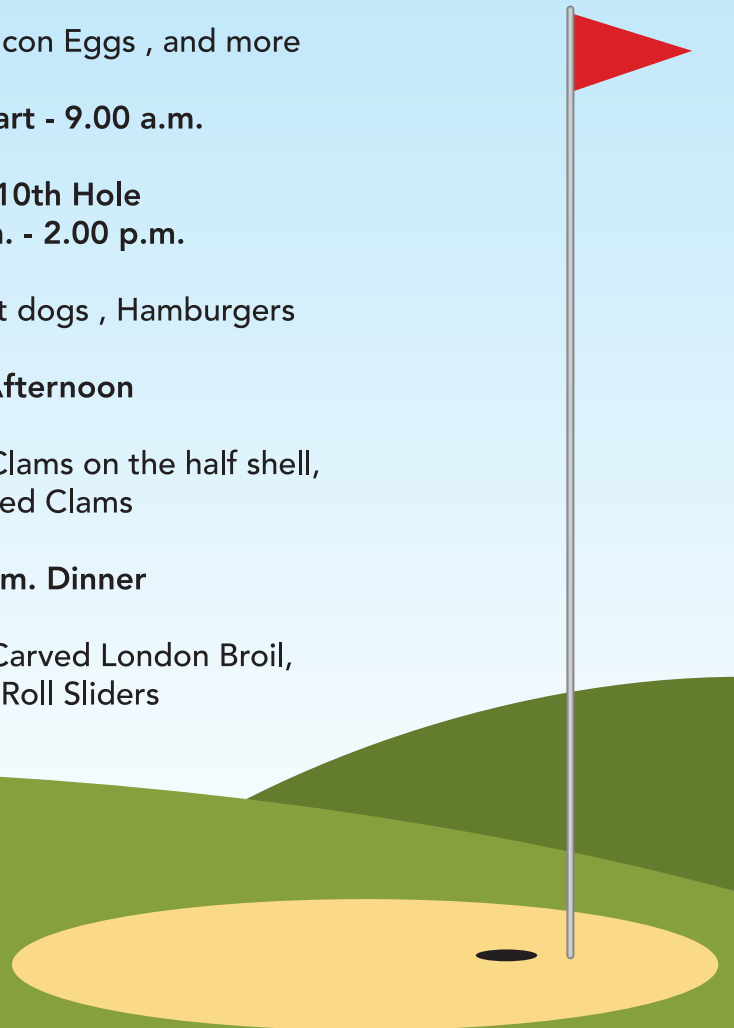 con Eggs , and more
art - 9.00 a.m.
10th Hole
. - 2.00 p.m.
t dogs , Hamburgers
Afternoon
Clams on the half shell,
ed Clams
m. Dinner
Carved London Broil,
Roll Sliders